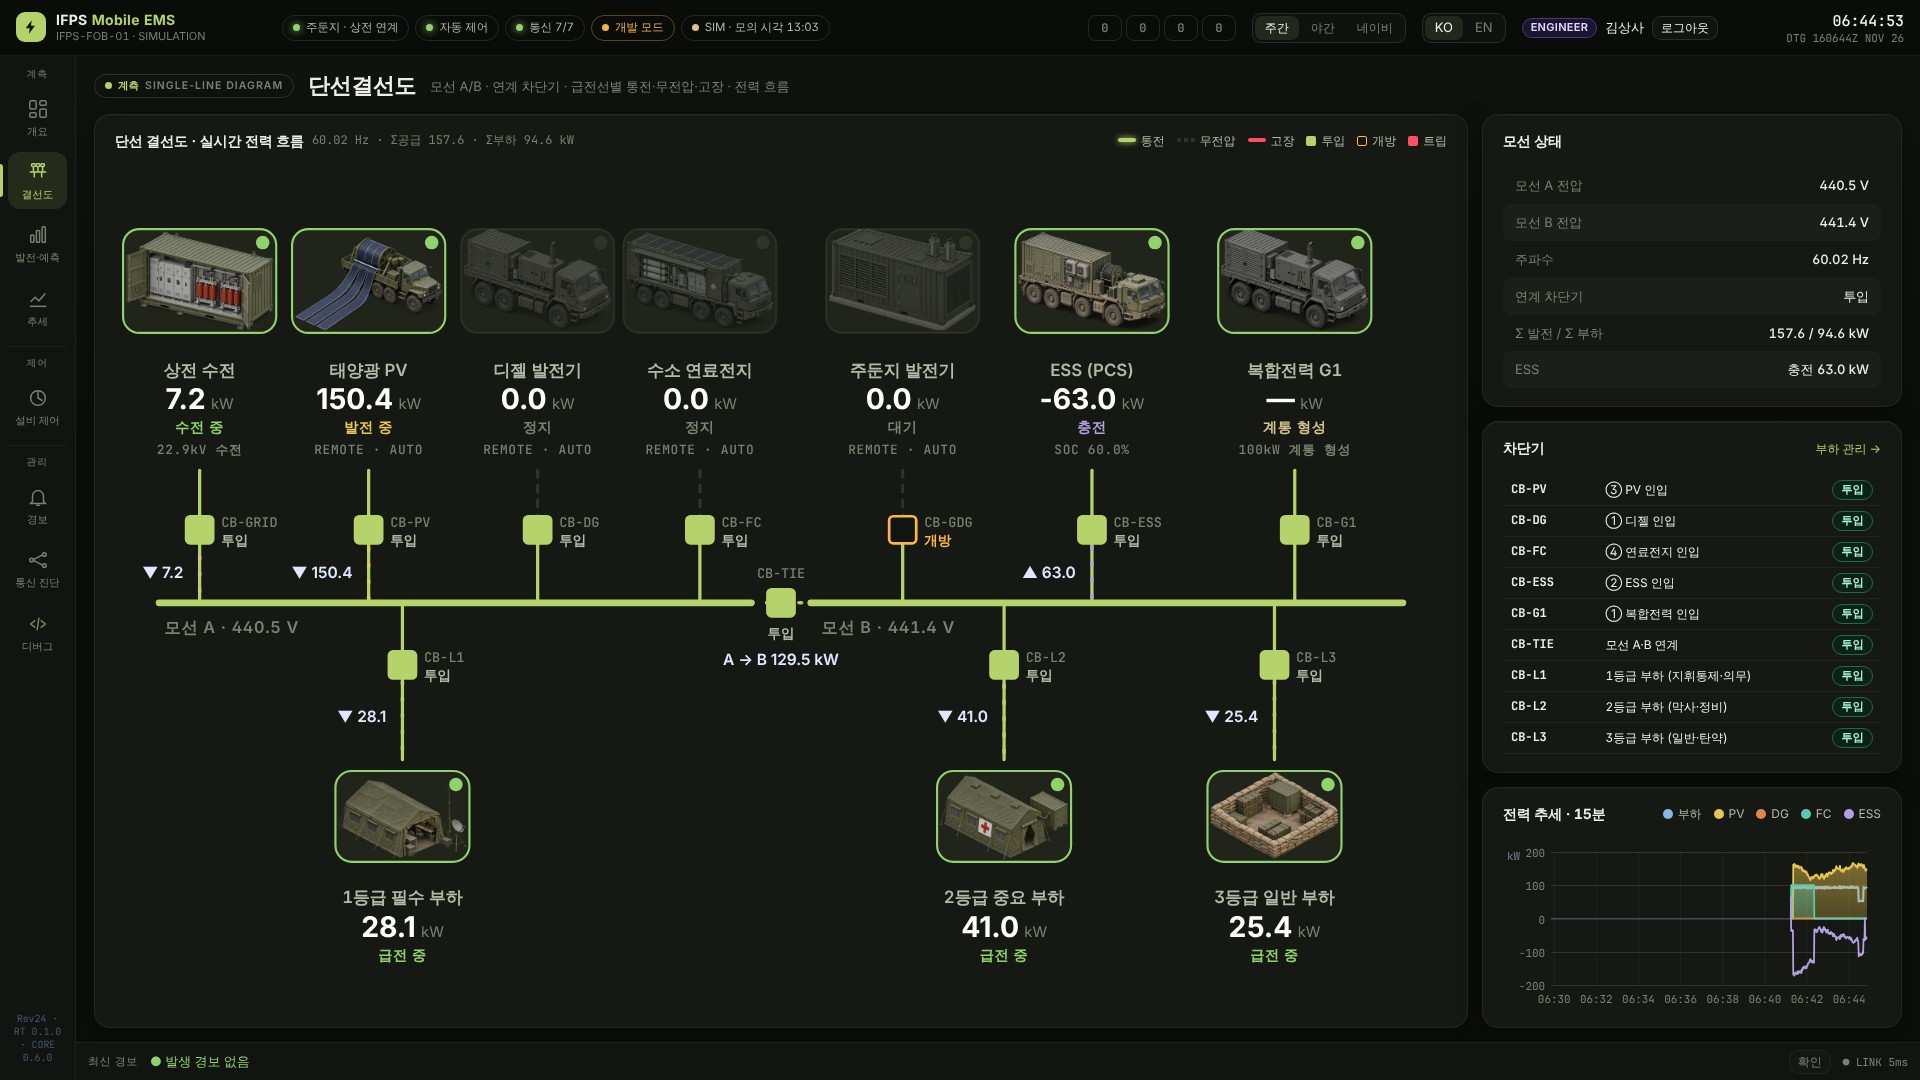 IFPS Mobile EMS
IFPS-FOB-01 · SIMULATION
주둔지 · 상전 연계
자동 제어
통신 7/7
개발 모드
SIM · 모의 시각 13:03
0 0 0 0
주간 야간 네이비
KO EN
ENGINEER 김상사 로그아웃
06:44:53
DTG 160644Z NOV 26
계측
개요
결선도
발전·예측
추세
제어
설비 제어
관리
경보
통신 진단
디버그
Rev24 ·
RT 0.1.0
· CORE
0.6.0
계측 SINGLE-LINE DIAGRAM
단선결선도
모선 A/B · 연계 차단기 · 급전선별 통전·무전압·고장 · 전력 흐름
단선 결선도 · 실시간 전력 흐름 60.02 Hz · Σ공급 157.6 · Σ부하 94.6 kW
통전 무전압 고장 투입 개방 트립
상전 수전
7.2 kW
수전 중
22.9kV 수전
태양광 PV
150.4 kW
발전 중
REMOTE · AUTO
디젤 발전기
0.0 kW
정지
REMOTE · AUTO
수소 연료전지
0.0 kW
정지
REMOTE · AUTO
주둔지 발전기
0.0 kW
대기
REMOTE · AUTO
ESS (PCS)
-63.0 kW
충전
SOC 60.0%
복합전력 G1
— kW
계통 형성
100kW 계통 형성
CB-GRID
투입
CB-PV
투입
CB-DG
투입
CB-FC
투입
CB-GDG
개방
CB-ESS
투입
CB-G1
투입
▼ 7.2
▼ 150.4
▲ 63.0
CB-TIE
투입
A → B 129.5 kW
모선 A · 440.5 V
모선 B · 441.4 V
CB-L1
투입
CB-L2
투입
CB-L3
투입
▼ 28.1
▼ 41.0
▼ 25.4
1등급 필수 부하
28.1 kW
급전 중
2등급 중요 부하
41.0 kW
급전 중
3등급 일반 부하
25.4 kW
급전 중
모선 상태
모선 A 전압 440.5 V
모선 B 전압 441.4 V
주파수 60.02 Hz
연계 차단기 투입
Σ 발전 / Σ 부하 157.6 / 94.6 kW
ESS 충전 63.0 kW
차단기 부하 관리 →
CB-PV ③ PV 인입 투입
CB-DG ① 디젤 인입 투입
CB-FC ④ 연료전지 인입 투입
CB-ESS ② ESS 인입 투입
CB-G1 ① 복합전력 인입 투입
CB-TIE 모선 A·B 연계 투입
CB-L1 1등급 부하 (지휘통제·의무) 투입
CB-L2 2등급 부하 (막사·정비) 투입
CB-L3 3등급 부하 (일반·탄약) 투입
전력 추세 · 15분
부하 PV DG FC ESS
kW
200
100
0
-100
-200
06:30 06:32 06:34 06:36 06:38 06:40 06:42 06:44
최신 경보 발생 경보 없음
확인
LINK 5ms